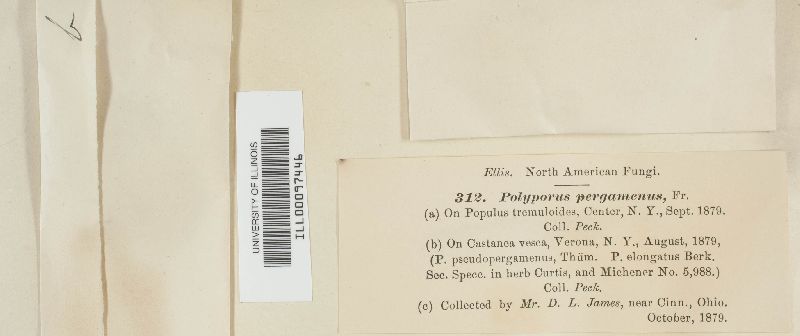 b
UNIVERSITY OF ILLINOIS
ILL00097446
Ellis. North American Fungi.
312. Polyporus pergamenus, Fr.
(a) On Populus tremuloides, Center, N. Y., Sept. 1879.
Coll. Peck.
(b) On Castanea vesca, Verona, N. Y., August, 1879,
(P. pseudopergamenus, Thüm. P. elongatus Berk.
Sec. Specc. in herb Curtis, and Michener No. 5,988.)
Coll. Peck.
(c) Collected by Mr. D. L. James, near Cinn., Ohio.
October, 1879.